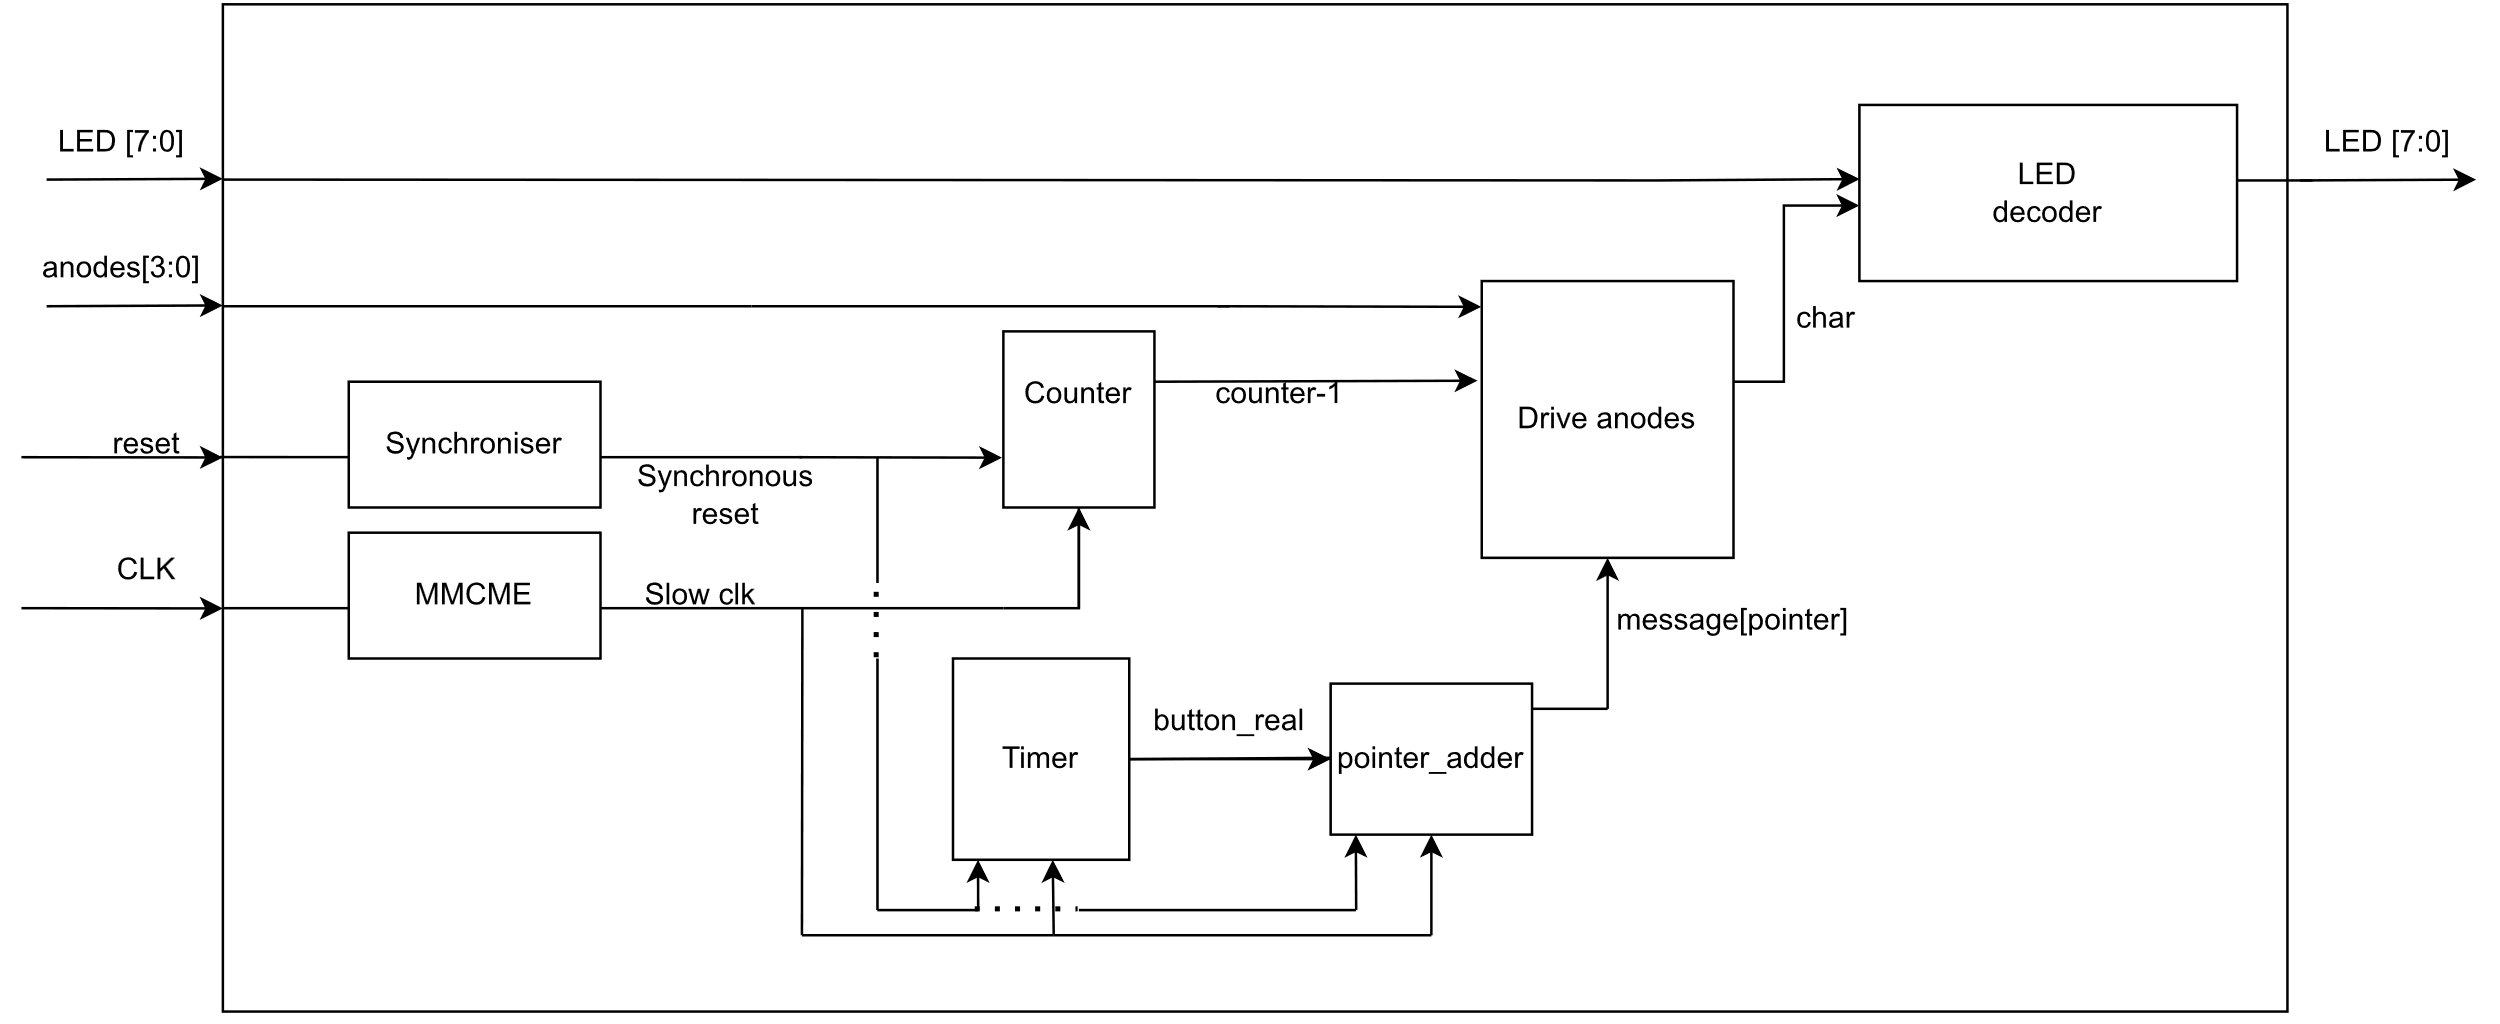 LED [7:0]
LED [7:0]
LED
decoder
anodes[3:0]
char
Counter
counter-1
Drive anodes
reset
Synchroniser
Synchronous
reset
CLK
MMCME
Slow clk
message[pointer]
button_real
Timer
pointer_adder